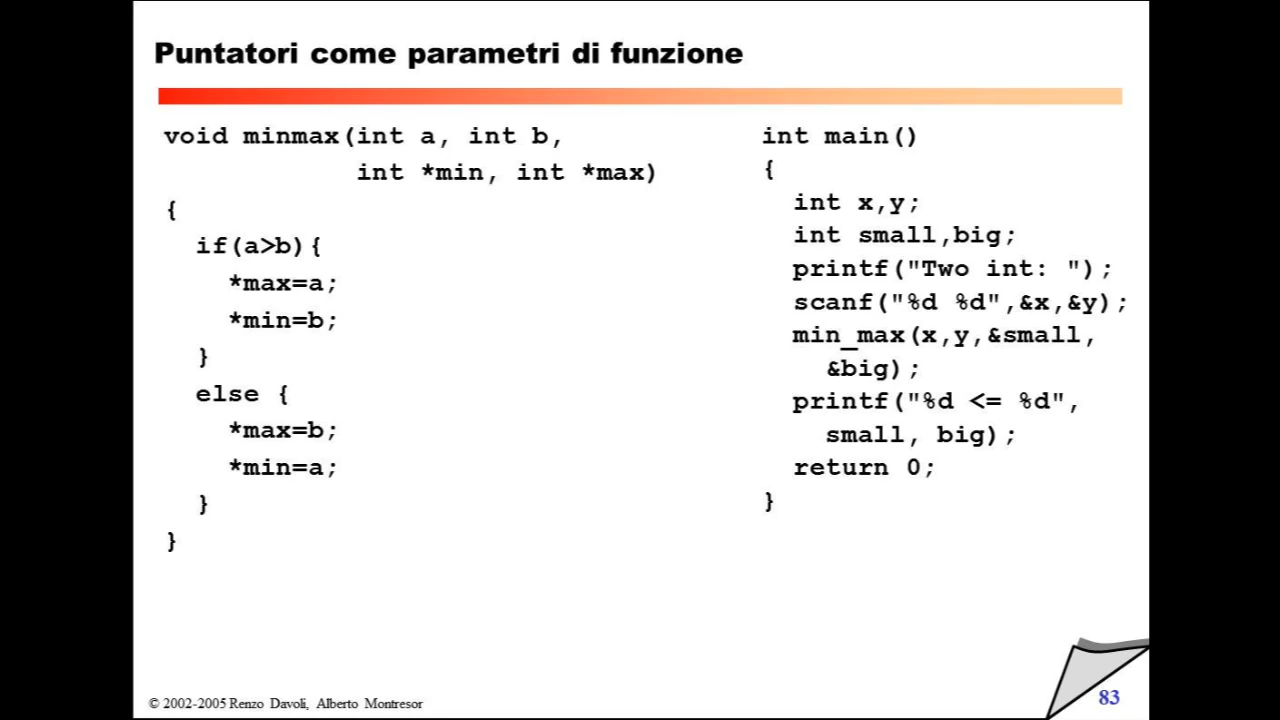 Puntatori come parametri di funzione
void minmax(int a, int b,
int *min, int *max)
{
if(a>b){
*max=a;
*min=b;
}
else {
*max=b;
*min=a;
}
}
int main()
{
int x,y;
int small,big;
printf("Two int: ");
scanf("%d %d",&x,&y);
min_max(x,y,&small,
&big);
printf("%d <= %d",
small, big);
return 0;
}
© 2002-2005 Renzo Davoli, Alberto Montresor
83